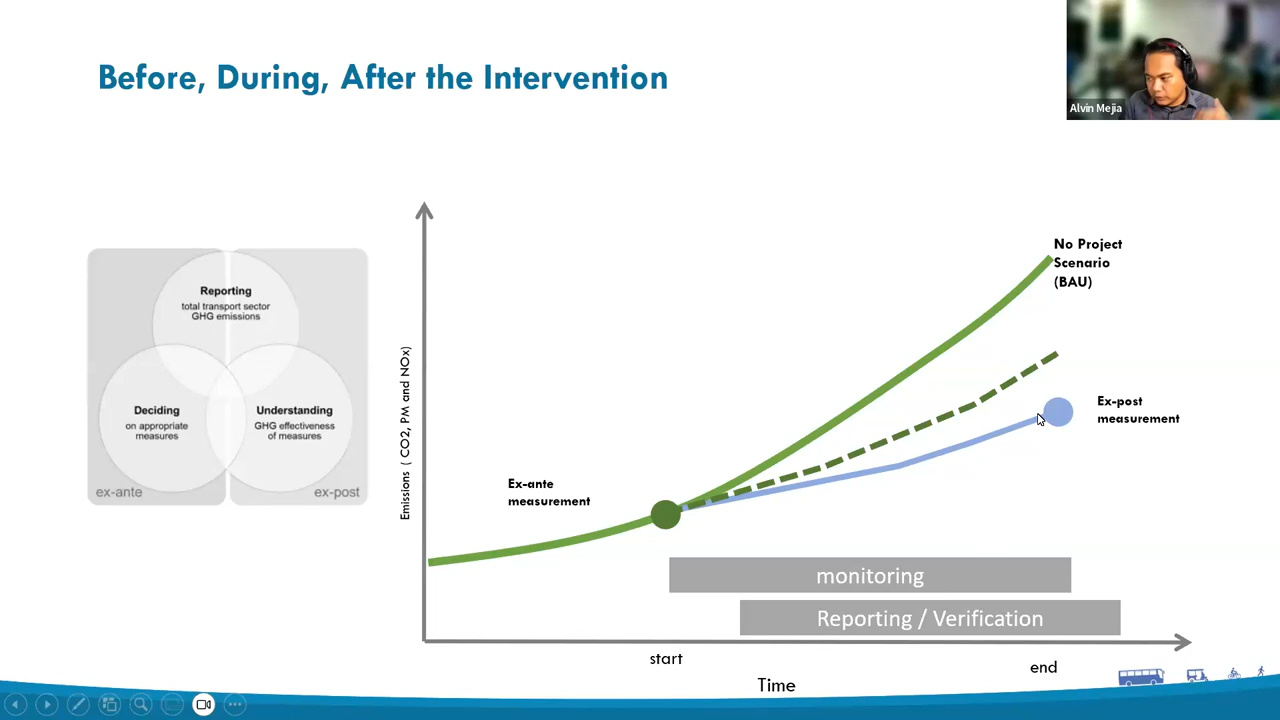 Before, During, After the Intervention
Alvin Mejia
Reporting
total transport sector
GHG emissions
Deciding
on appropriate
measures
Understanding
GHG effectiveness
of measures
ex-ante
ex-post
Emissions ( CO2, PM and NOx)
No Project
Scenario
(BAU)
Ex-post
measurement
Ex-ante
measurement
monitoring
Reporting / Verification
start
end
Time